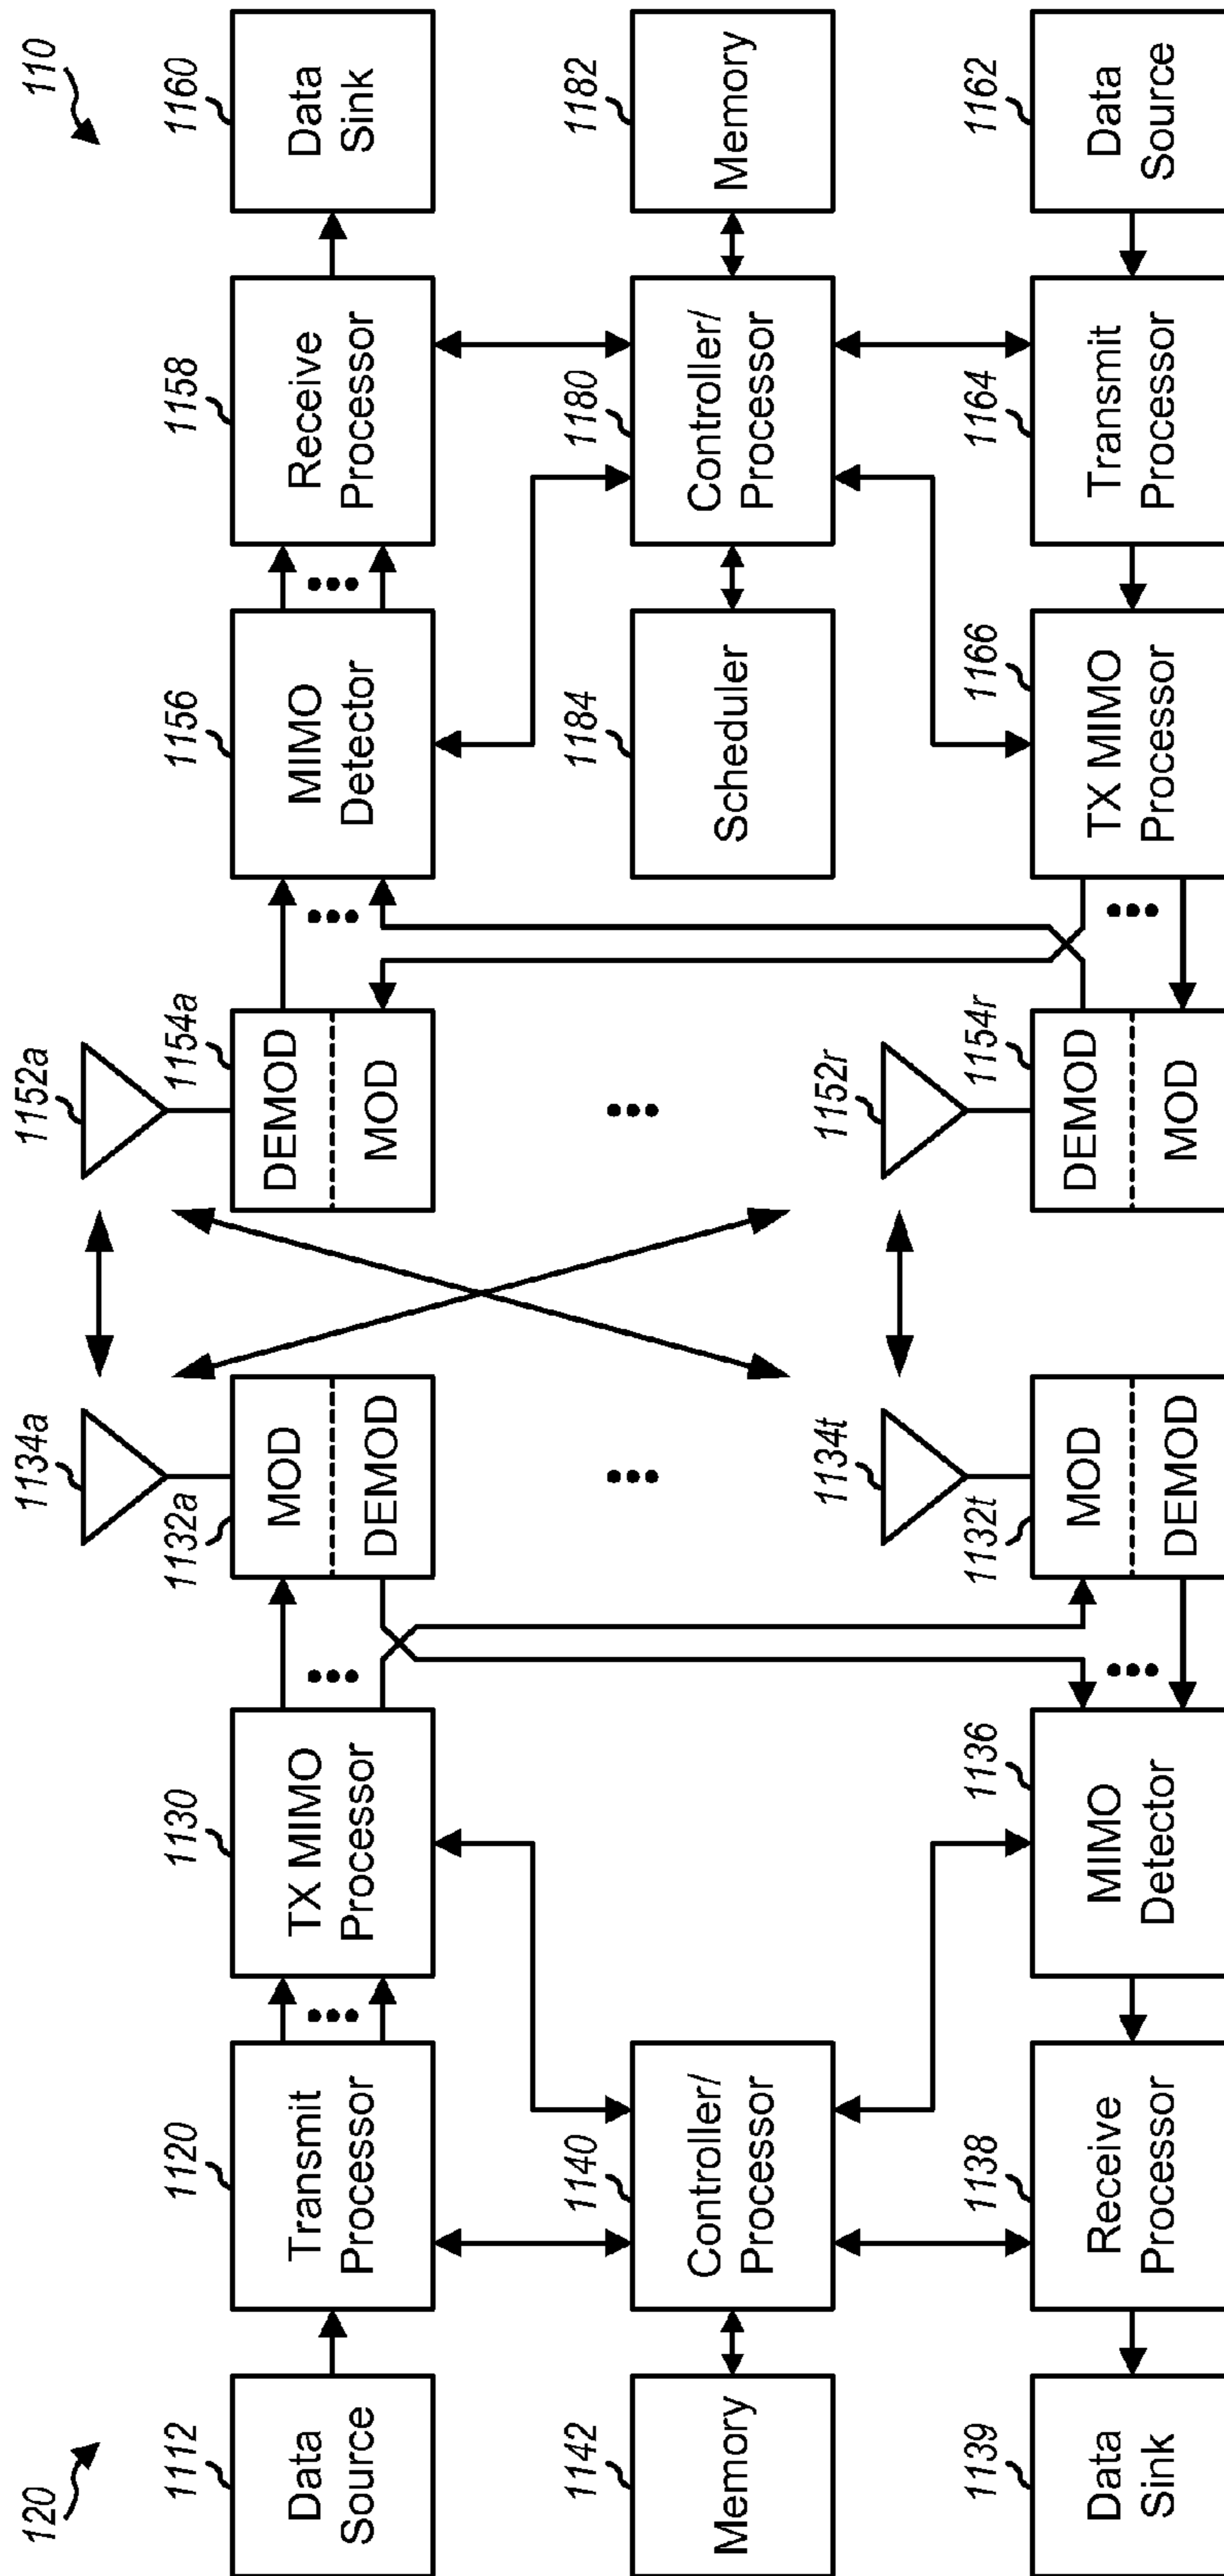 120
110
1134a
1152a
1112
Data
Source
1120
Transmit
Processor
1130
TX MIMO
Processor
1132a
MOD
DEMOD
1154a
DEMOD
MOD
1156
MIMO
Detector
1158
Receive
Processor
1160
Data
Sink
1142
Memory
1140
Controller/
Processor
1184
Scheduler
1180
Controller/
Processor
1182
Memory
1134t
1152r
1139
Data
Sink
1138
Receive
Processor
1136
MIMO
Detector
1132t
MOD
DEMOD
1154r
DEMOD
MOD
1166
TX MIMO
Processor
1164
Transmit
Processor
1162
Data
Source